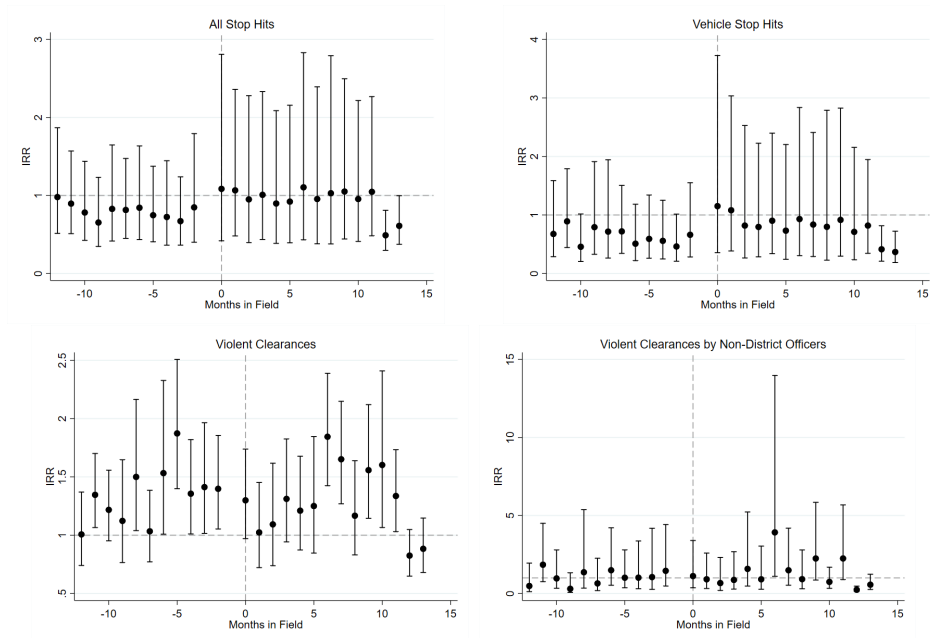 All Stop Hits
3
2
1
0
IRR
-10 -5 0 5 10 15
Months in Field
Vehicle Stop Hits
4
3
2
1
0
IRR
-10 -5 0 5 10 15
Months in Field
Violent Clearances
2.5
2
1.5
1
.5
IRR
-10 -5 0 5 10 15
Months in Field
Violent Clearances by Non-District Officers
15
10
5
0
IRR
-10 -5 0 5 10 15
Months in Field